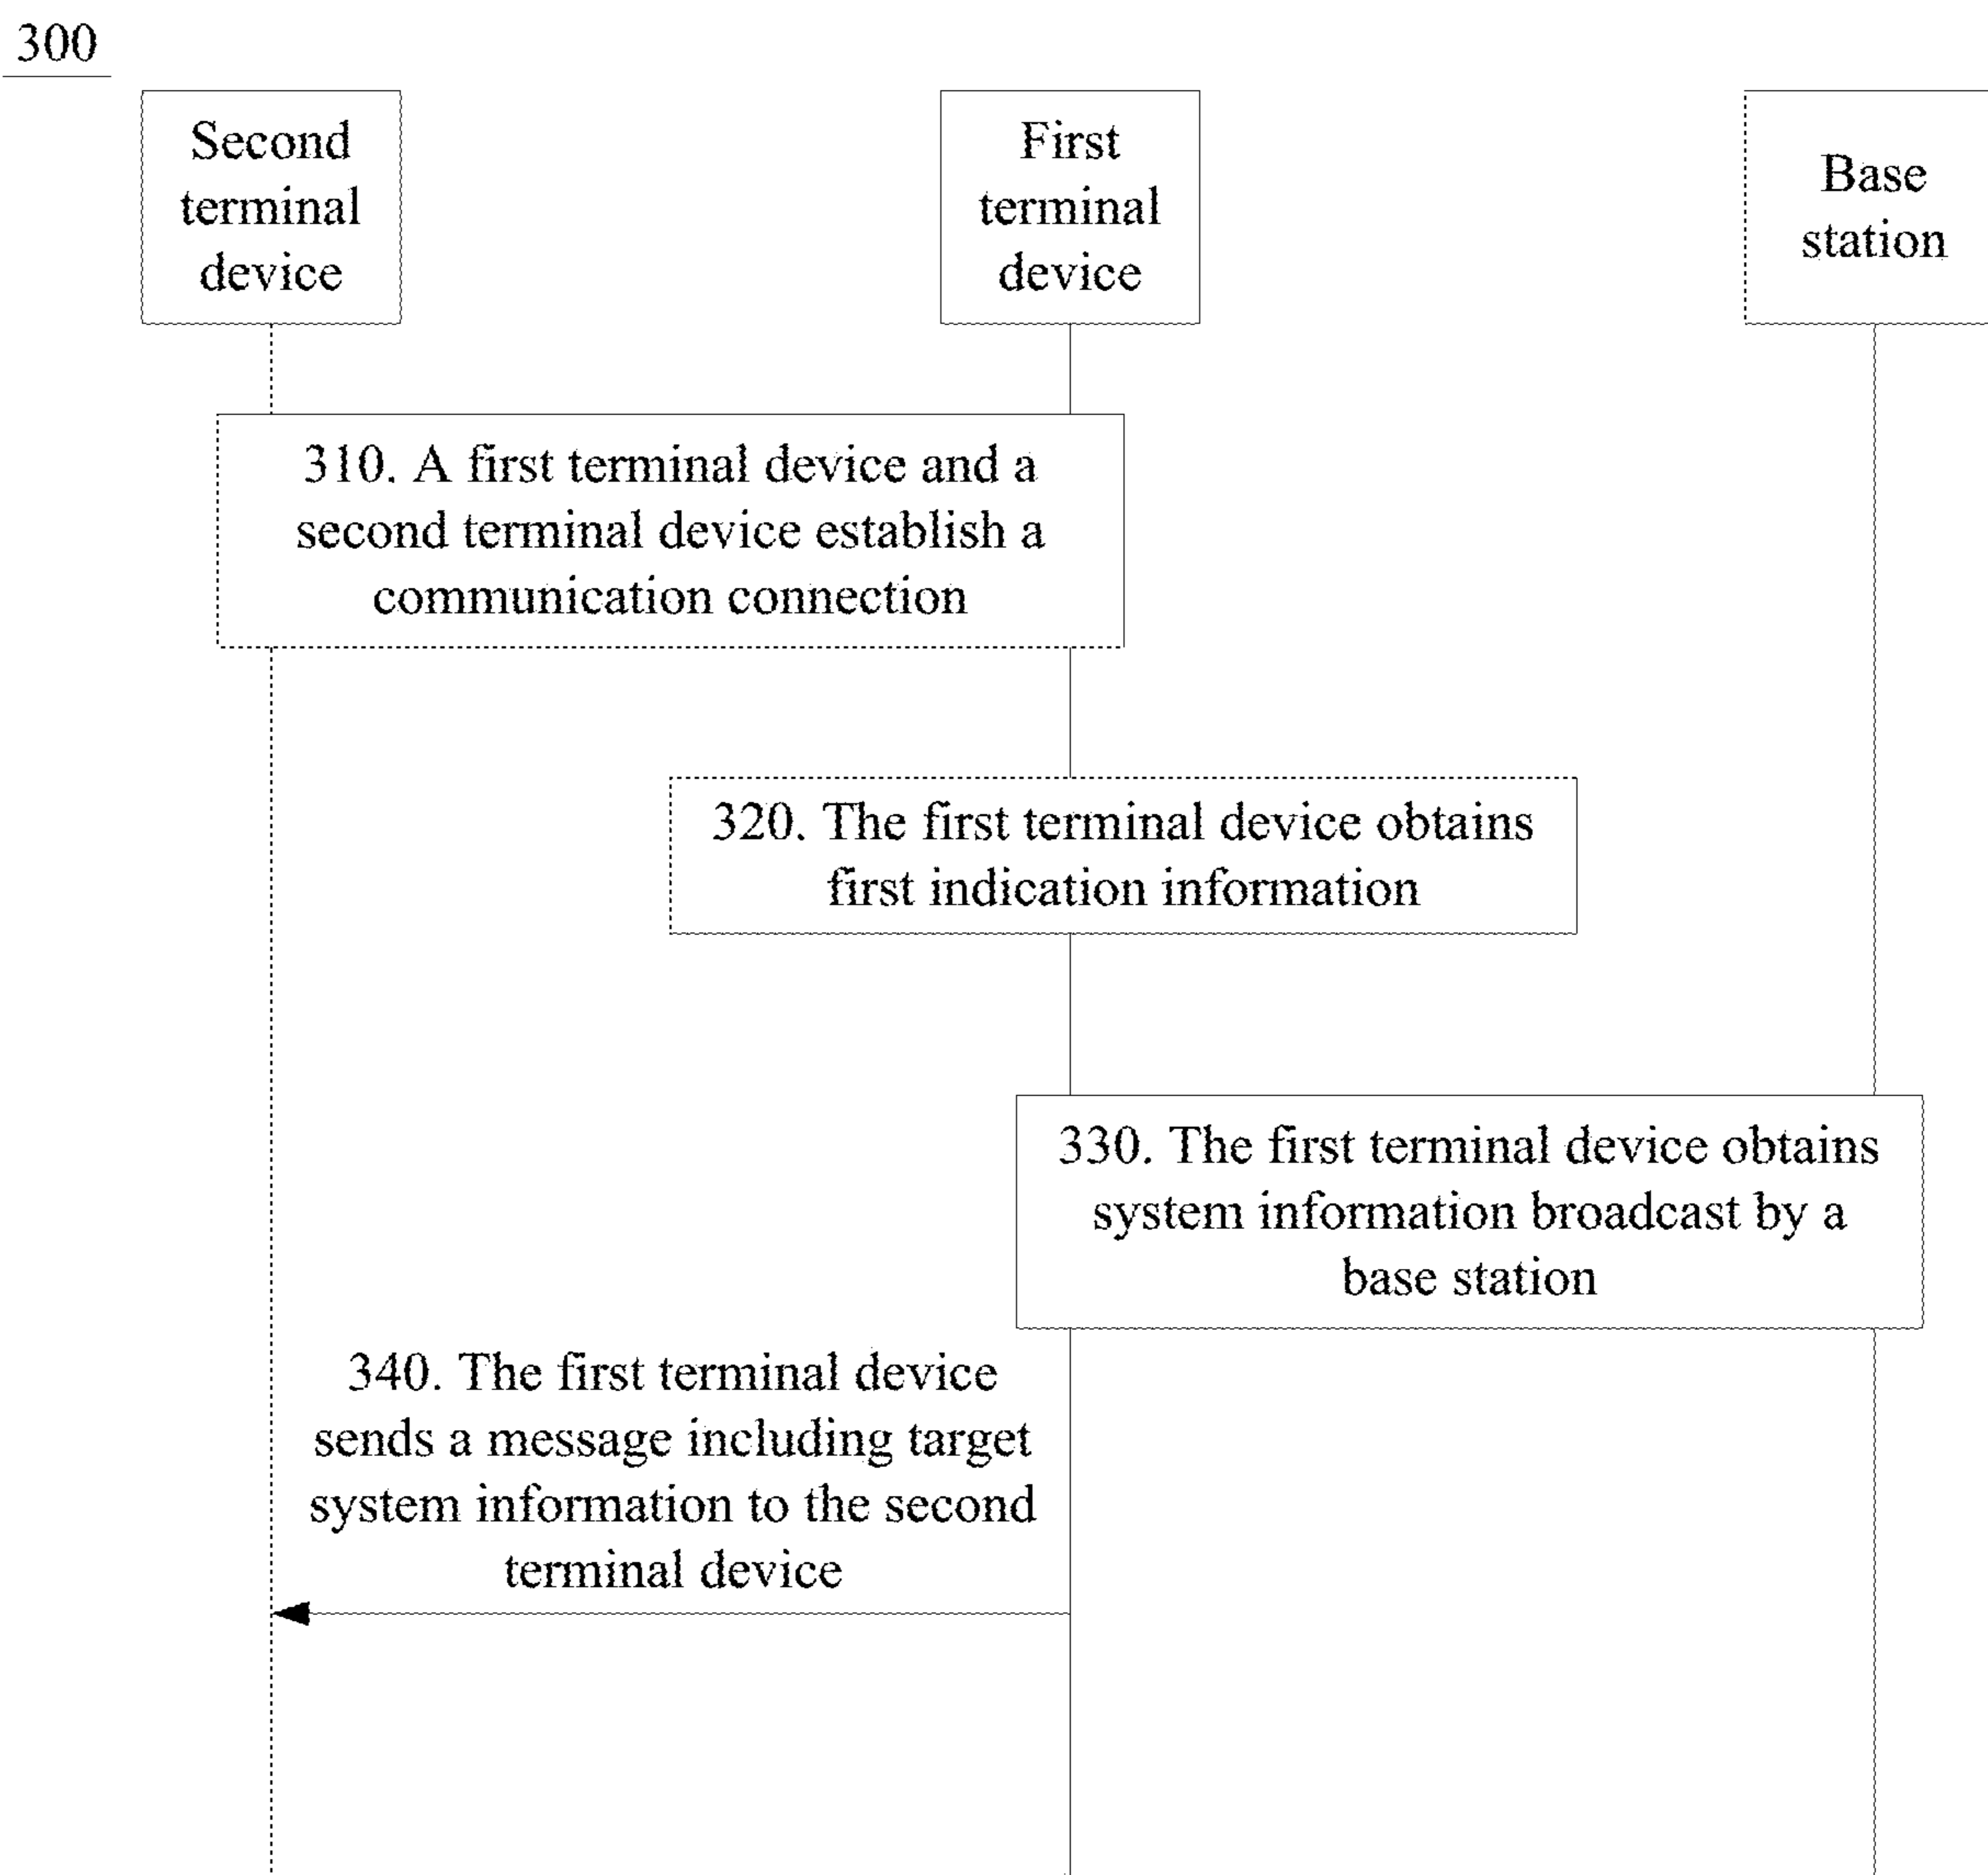 300
Second
terminal
device
First
terminal
device
Base
station
310. A first terminal device and a
second terminal device establish a
communication connection
320. The first terminal device obtains
first indication information
330. The first terminal device obtains
system information broadcast by a
base station
340. The first terminal device
sends a message including target
system information to the second
terminal device